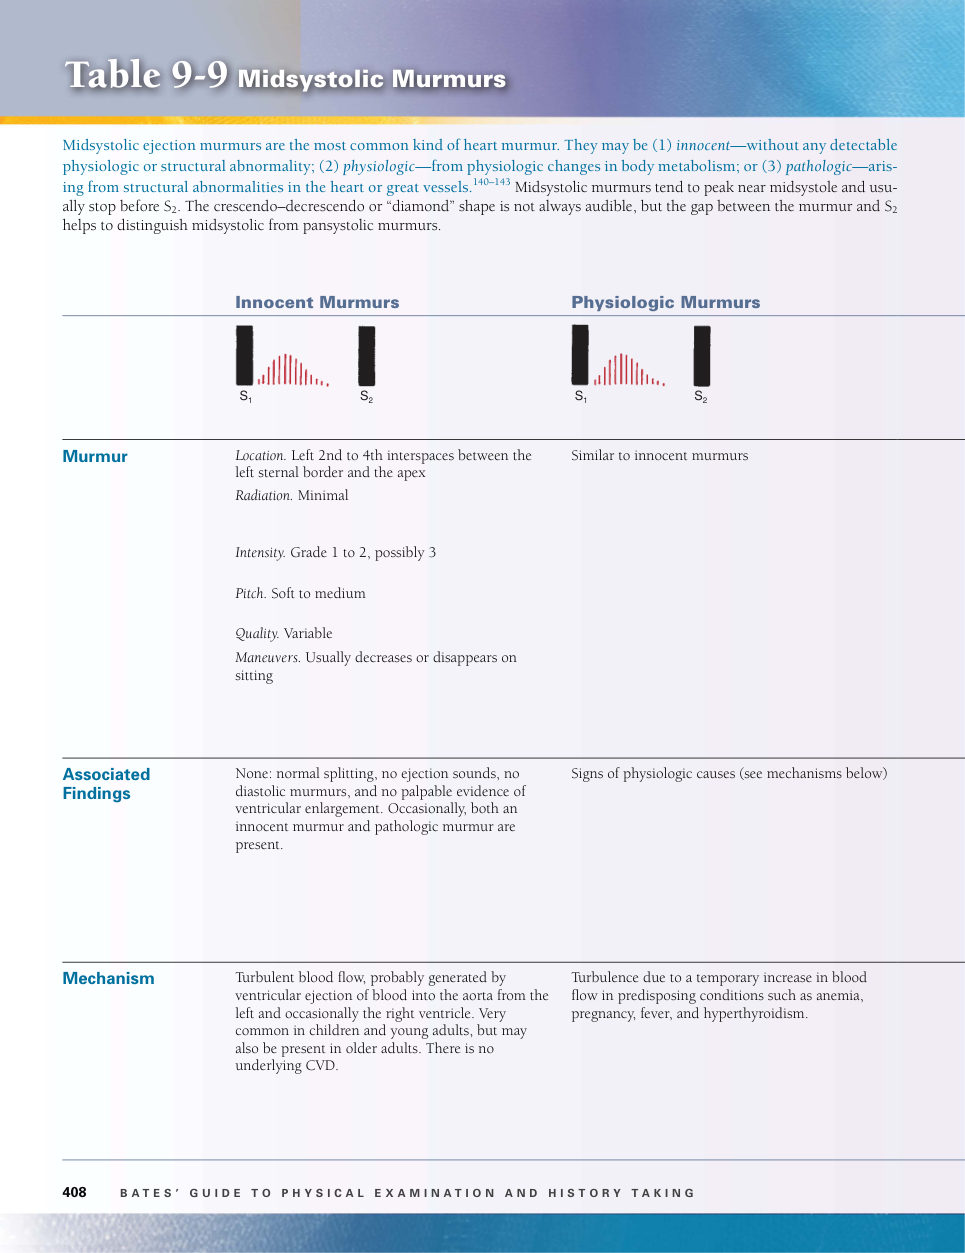 Table 9-9 Midsystolic Murmurs
Midsystolic ejection murmurs are the most common kind of heart murmur. They may be (1) innocent—without any detectable
physiologic or structural abnormality; (2) physiologic—from physiologic changes in body metabolism; or (3) pathologic—aris-
ing from structural abnormalities in the heart or great vessels.140–143 Midsystolic murmurs tend to peak near midsystole and usu-
ally stop before S2. The crescendo–decrescendo or “diamond” shape is not always audible, but the gap between the murmur and S2
helps to distinguish midsystolic from pansystolic murmurs.
Innocent Murmurs
Physiologic Murmurs
S1 S2
S1 S2
Murmur
Location. Left 2nd to 4th interspaces between the
left sternal border and the apex
Radiation. Minimal
Intensity. Grade 1 to 2, possibly 3
Pitch. Soft to medium
Quality. Variable
Maneuvers. Usually decreases or disappears on
sitting
Similar to innocent murmurs
Associated
Findings
None: normal splitting, no ejection sounds, no
diastolic murmurs, and no palpable evidence of
ventricular enlargement. Occasionally, both an
innocent murmur and pathologic murmur are
present.
Signs of physiologic causes (see mechanisms below)
Mechanism
Turbulent blood flow, probably generated by
ventricular ejection of blood into the aorta from the
left and occasionally the right ventricle. Very
common in children and young adults, but may
also be present in older adults. There is no
underlying CVD.
Turbulence due to a temporary increase in blood
flow in predisposing conditions such as anemia,
pregnancy, fever, and hyperthyroidism.
408 BATES’ GUIDE TO PHYSICAL EXAMINATION AND HISTORY TAKING